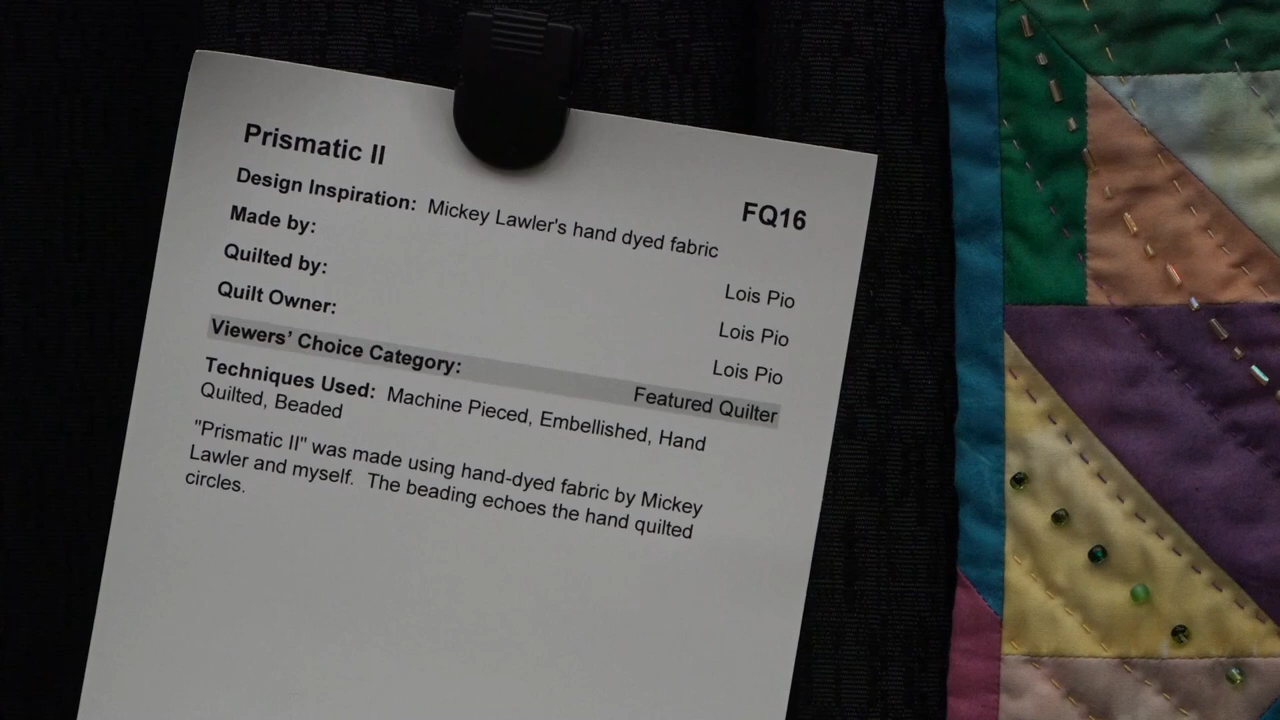 Prismatic II
FQ16
Design Inspiration: Mickey Lawler's hand dyed fabric
Made by: Lois Pio
Quilted by: Lois Pio
Quilt Owner: Lois Pio
Viewers’ Choice Category: Featured Quilter
Techniques Used: Machine Pieced, Embellished, Hand
Quilted, Beaded
"Prismatic II" was made using hand-dyed fabric by Mickey
Lawler and myself. The beading echoes the hand quilted
circles.